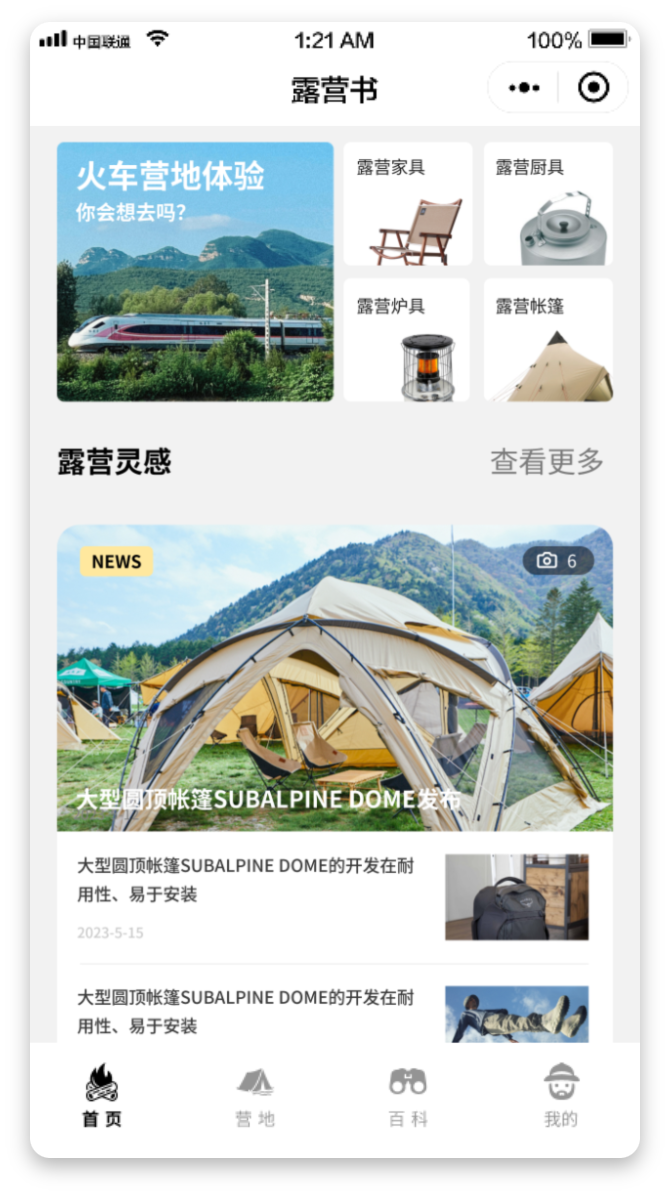 中国联通
1:21 AM
100%
露营书
火车营地体验
你会想去吗？
露营家具
露营厨具
露营炉具
露营帐篷
露营灵感
查看更多
NEWS
6
大型圆顶帐篷SUBALPINE DOME发布
大型圆顶帐篷SUBALPINE DOME的开发在耐
用性、易于安装
2023-5-15
大型圆顶帐篷SUBALPINE DOME的开发在耐
用性、易于安装
首页
营地
百科
我的